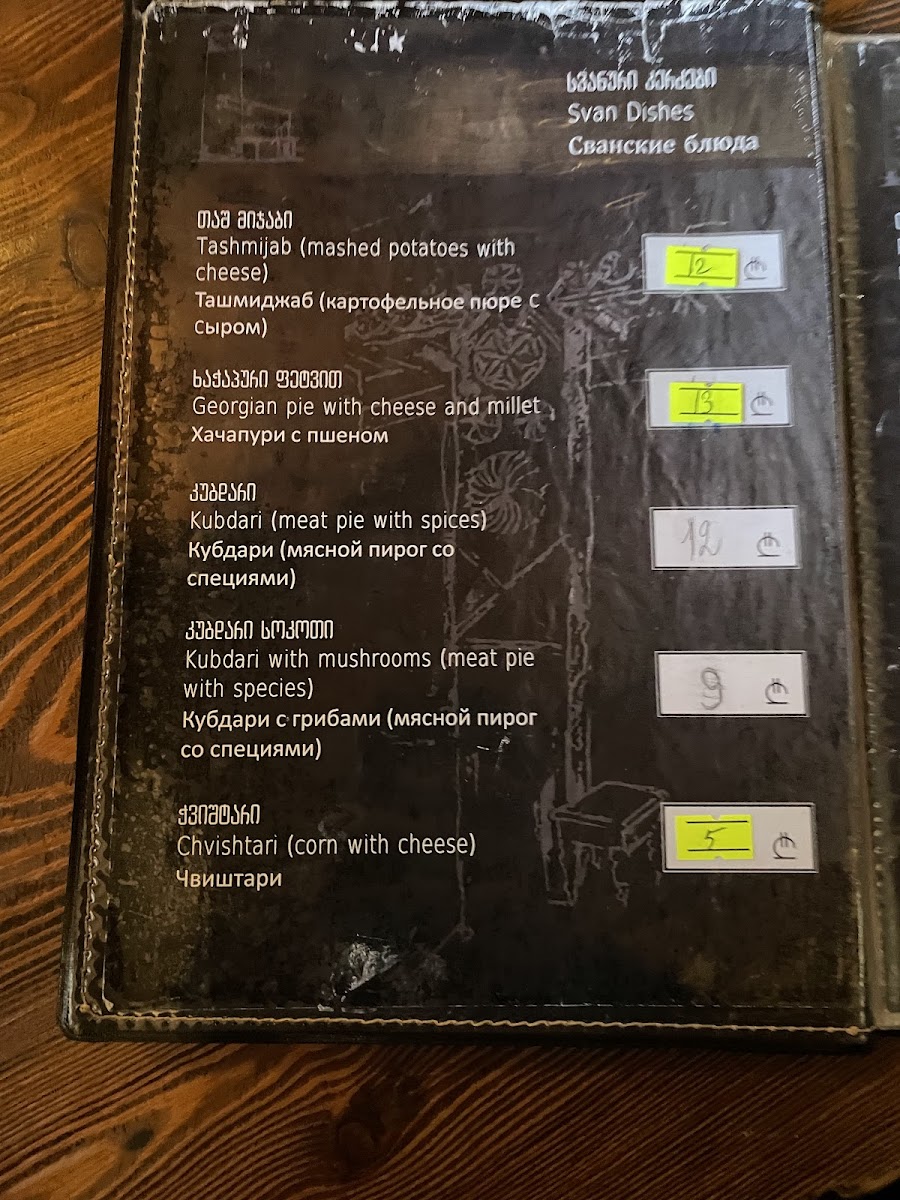 სვანური კერძები
Svan Dishes
Сванские блюда
თაშ მიჯაბი
Tashmijab (mashed potatoes with
cheese)
Ташмиджаб (картофельное пюре с
сыром)
12 ₾
ხაჭაპური ფეტვით
Georgian pie with cheese and millet
Хачапури с пшеном
13 ₾
კუბდარი
Kubdari (meat pie with spices)
Кубдари (мясной пирог со
специями)
12 ₾
კუბდარი სოკოთი
Kubdari with mushrooms (meat pie
with species)
Кубдари с грибами (мясной пирог
со специями)
9 ₾
ჭვიშტარი
Chvishtari (corn with cheese)
Чвиштари
5 ₾